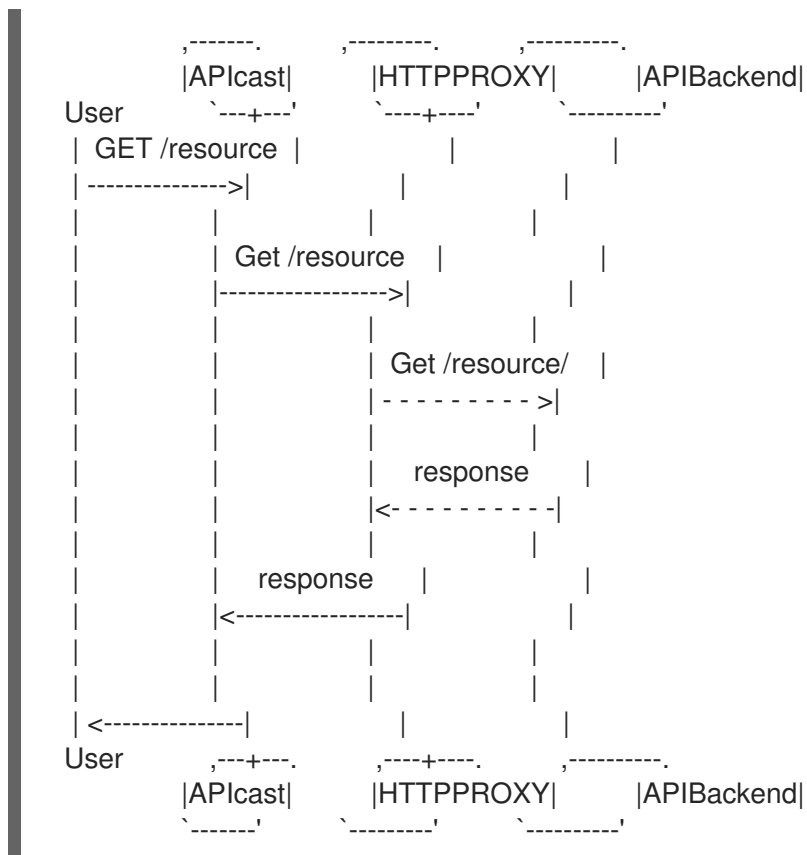 ,-------. ,---------. ,----------.
|APIcast| |HTTPPROXY| |APIBackend|
User `---+---' `----+----' `----------'
| GET /resource | | |
| --------------->| | |
| | | |
| | Get /resource | |
| |------------------>| |
| | | |
| | | Get /resource/ |
| | | - - - - - - - - - >|
| | | |
| | | response |
| | |<- - - - - - - - - -|
| | | |
| | response | |
| |<------------------| |
| | | |
| | | |
| <---------------| | |
User ,---+---. ,----+----. ,----------.
|APIcast| |HTTPPROXY| |APIBackend|
`-------' `---------' `-----------'